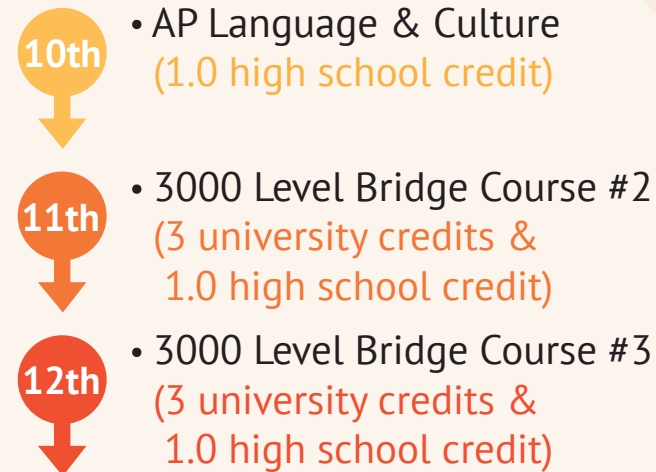 10th
• AP Language & Culture
(1.0 high school credit)
11th
• 3000 Level Bridge Course #2
(3 university credits &
1.0 high school credit)
12th
• 3000 Level Bridge Course #3
(3 university credits &
1.0 high school credit)